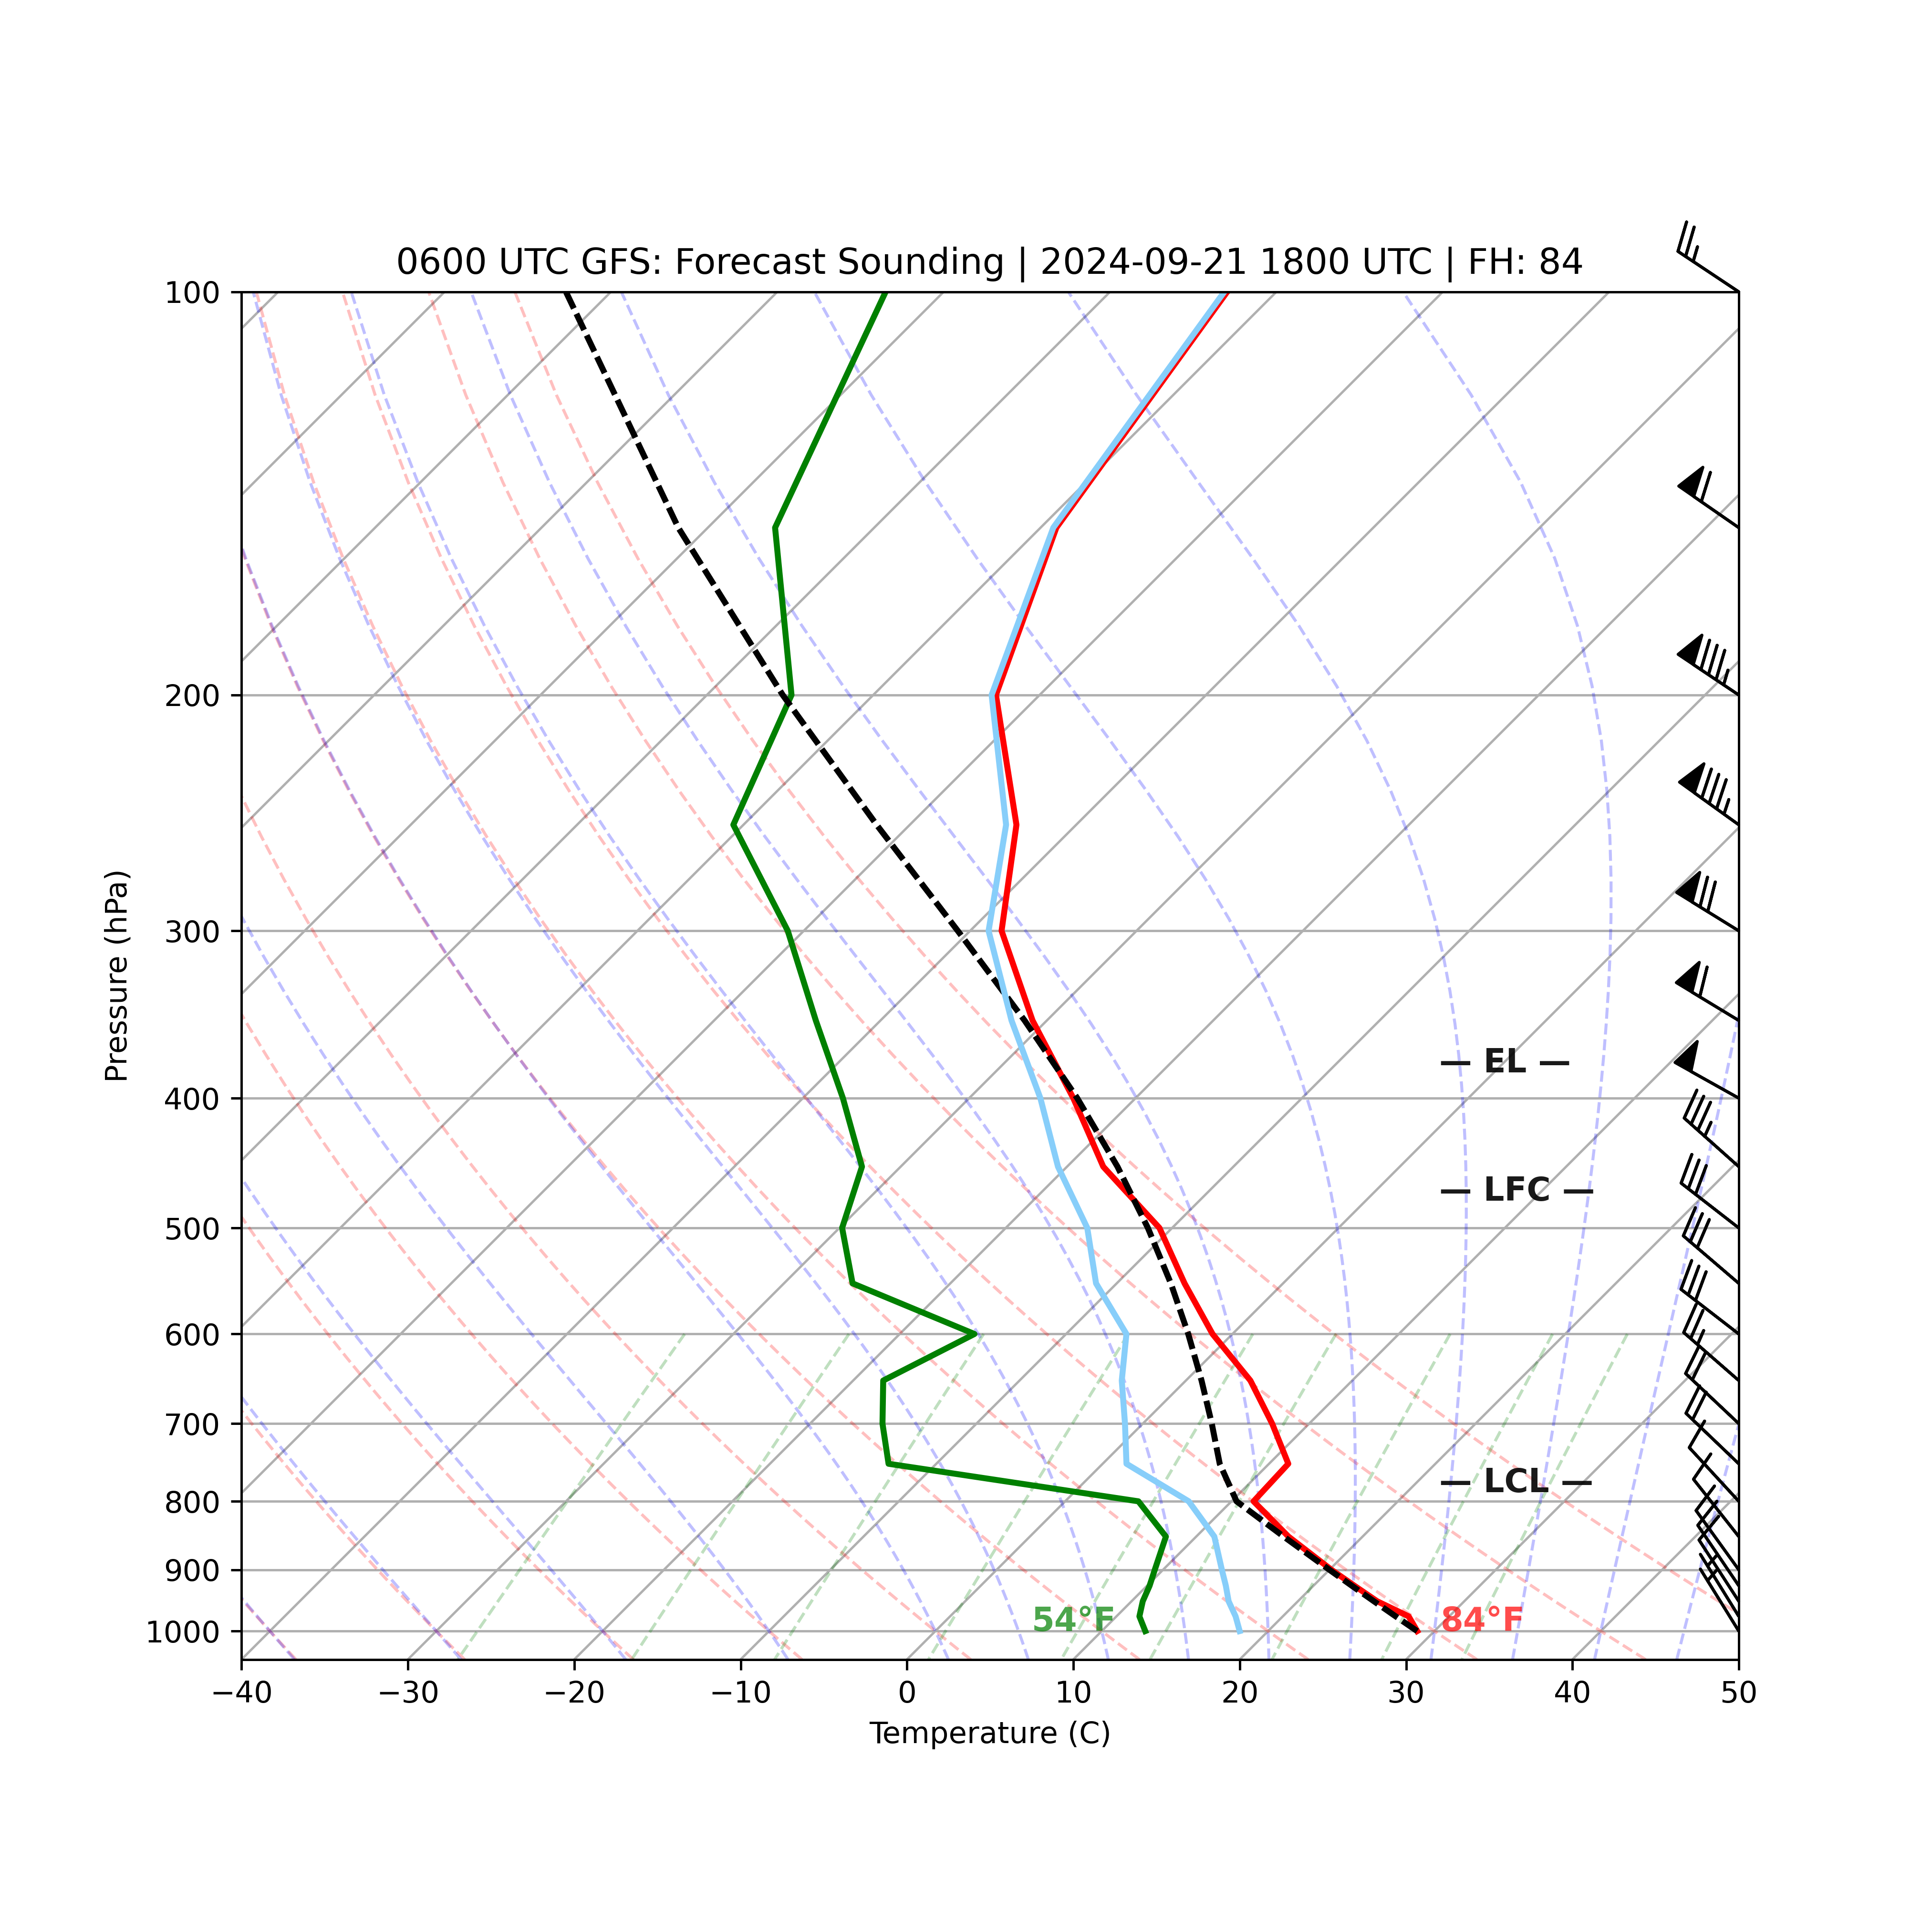 0600 UTC GFS: Forecast Sounding | 2024-09-21 1800 UTC | FH: 84
100
200
300
400
500
600
700
800
900
1000
Pressure (hPa)
— EL —
— LFC —
— LCL —
54°F
84°F
−40 −30 −20 −10 0 10 20 30 40 50
Temperature (C)